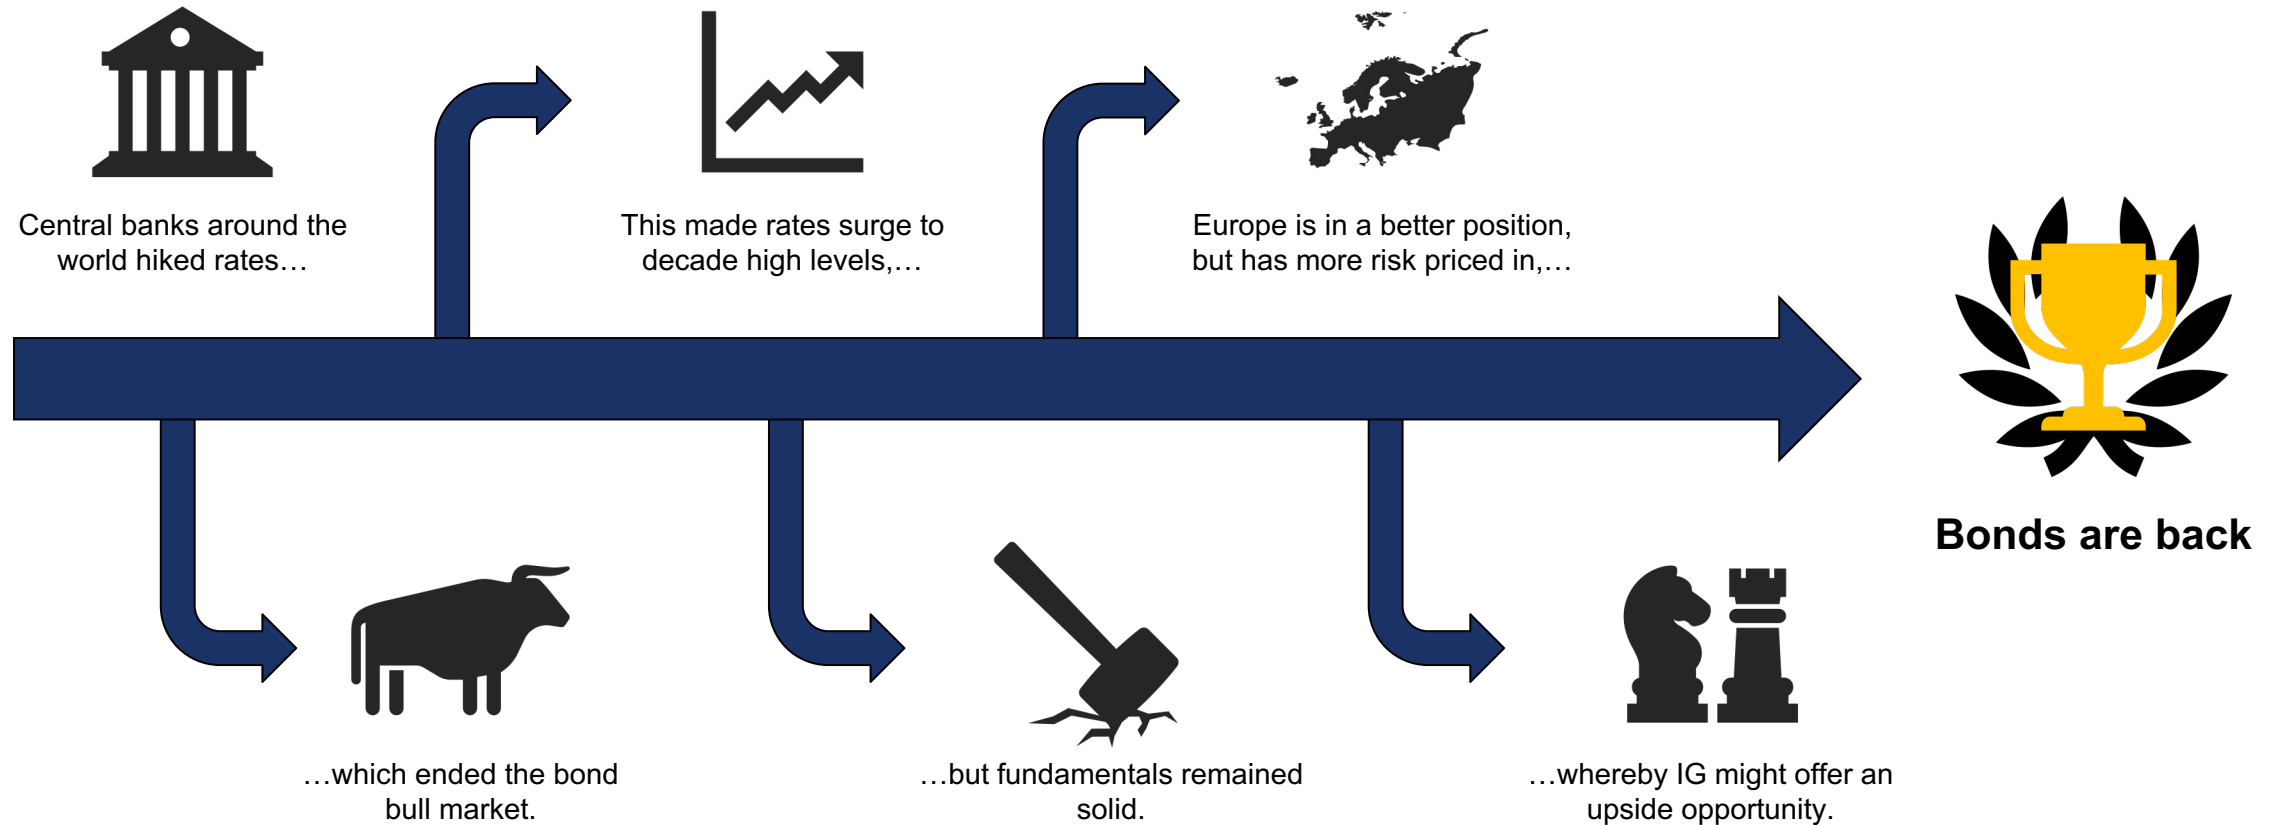 Central banks around the
world hiked rates…
…which ended the bond
bull market.
This made rates surge to
decade high levels,…
…but fundamentals remained
solid.
Europe is in a better position,
but has more risk priced in,…
…whereby IG might offer an
upside opportunity.
Bonds are back